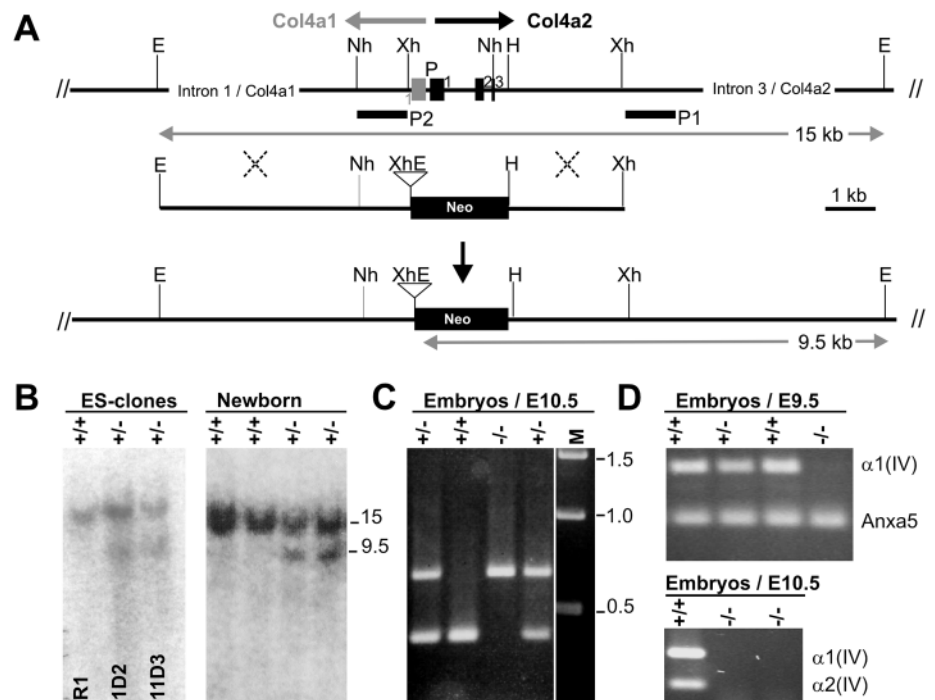 A
Col4a1 Col4a2
E Nh Xh P Nh H Xh E
1 1 2 3
// Intron 1 / Col4a1 Intron 3 / Col4a2 //
P2 P1
15 kb
E Nh XhE H Xh
Neo
1 kb
E Nh XhE H Xh E
// Neo //
9.5 kb
B
ES-clones Newborn
+/+ +/- +/- +/+ +/+ +/- +/-
15
9.5
R1 1D2 11D3
C
Embryos / E10.5
+/- +/+ -/- +/- M
1.5
1.0
0.5
D
Embryos / E9.5
+/+ +/- +/+ -/-
α1(IV)
Anxa5
Embryos / E10.5
+/+ -/- -/-
α1(IV)
α2(IV)